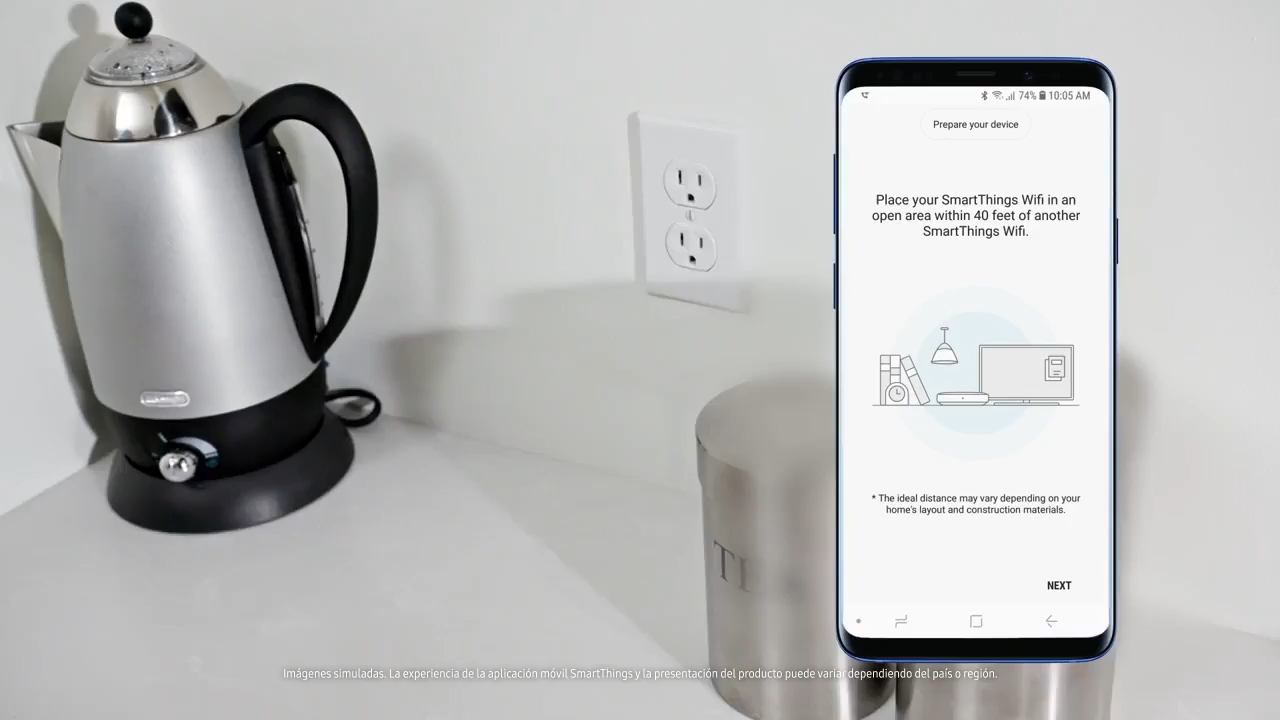 74% 10:05 AM
Prepare your device
Place your SmartThings Wifi in an
open area within 40 feet of another
SmartThings Wifi.
* The ideal distance may vary depending on your
home's layout and construction materials.
NEXT
TI
Imágenes simuladas. La experiencia de la aplicación móvil SmartThings y la presentación del producto puede variar dependiendo del país o región.